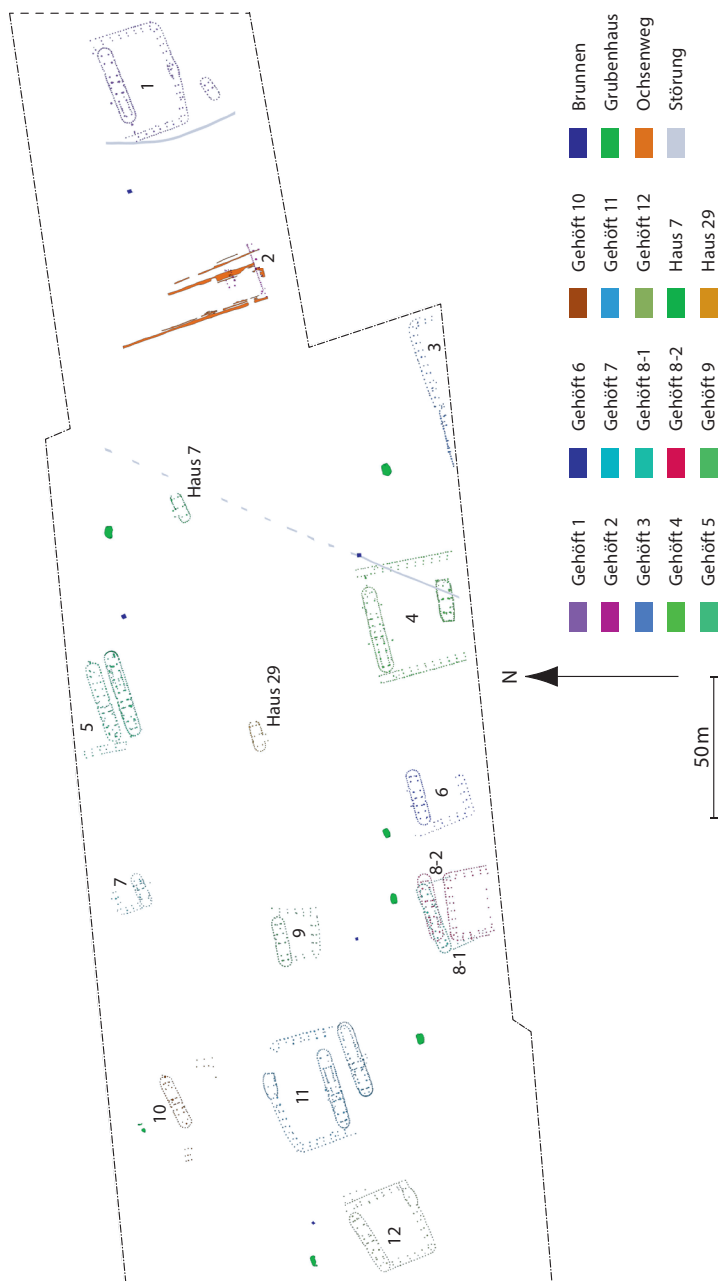 1
2
3
Haus 7
4
5
Haus 29
6
7
8-2
8-1
9
10
11
12
N
50 m
Gehöft 1
Gehöft 2
Gehöft 3
Gehöft 4
Gehöft 5
Gehöft 6
Gehöft 7
Gehöft 8-1
Gehöft 8-2
Gehöft 9
Gehöft 10
Gehöft 11
Gehöft 12
Haus 7
Haus 29
Brunnen
Grubenhaus
Ochsenweg
Störung